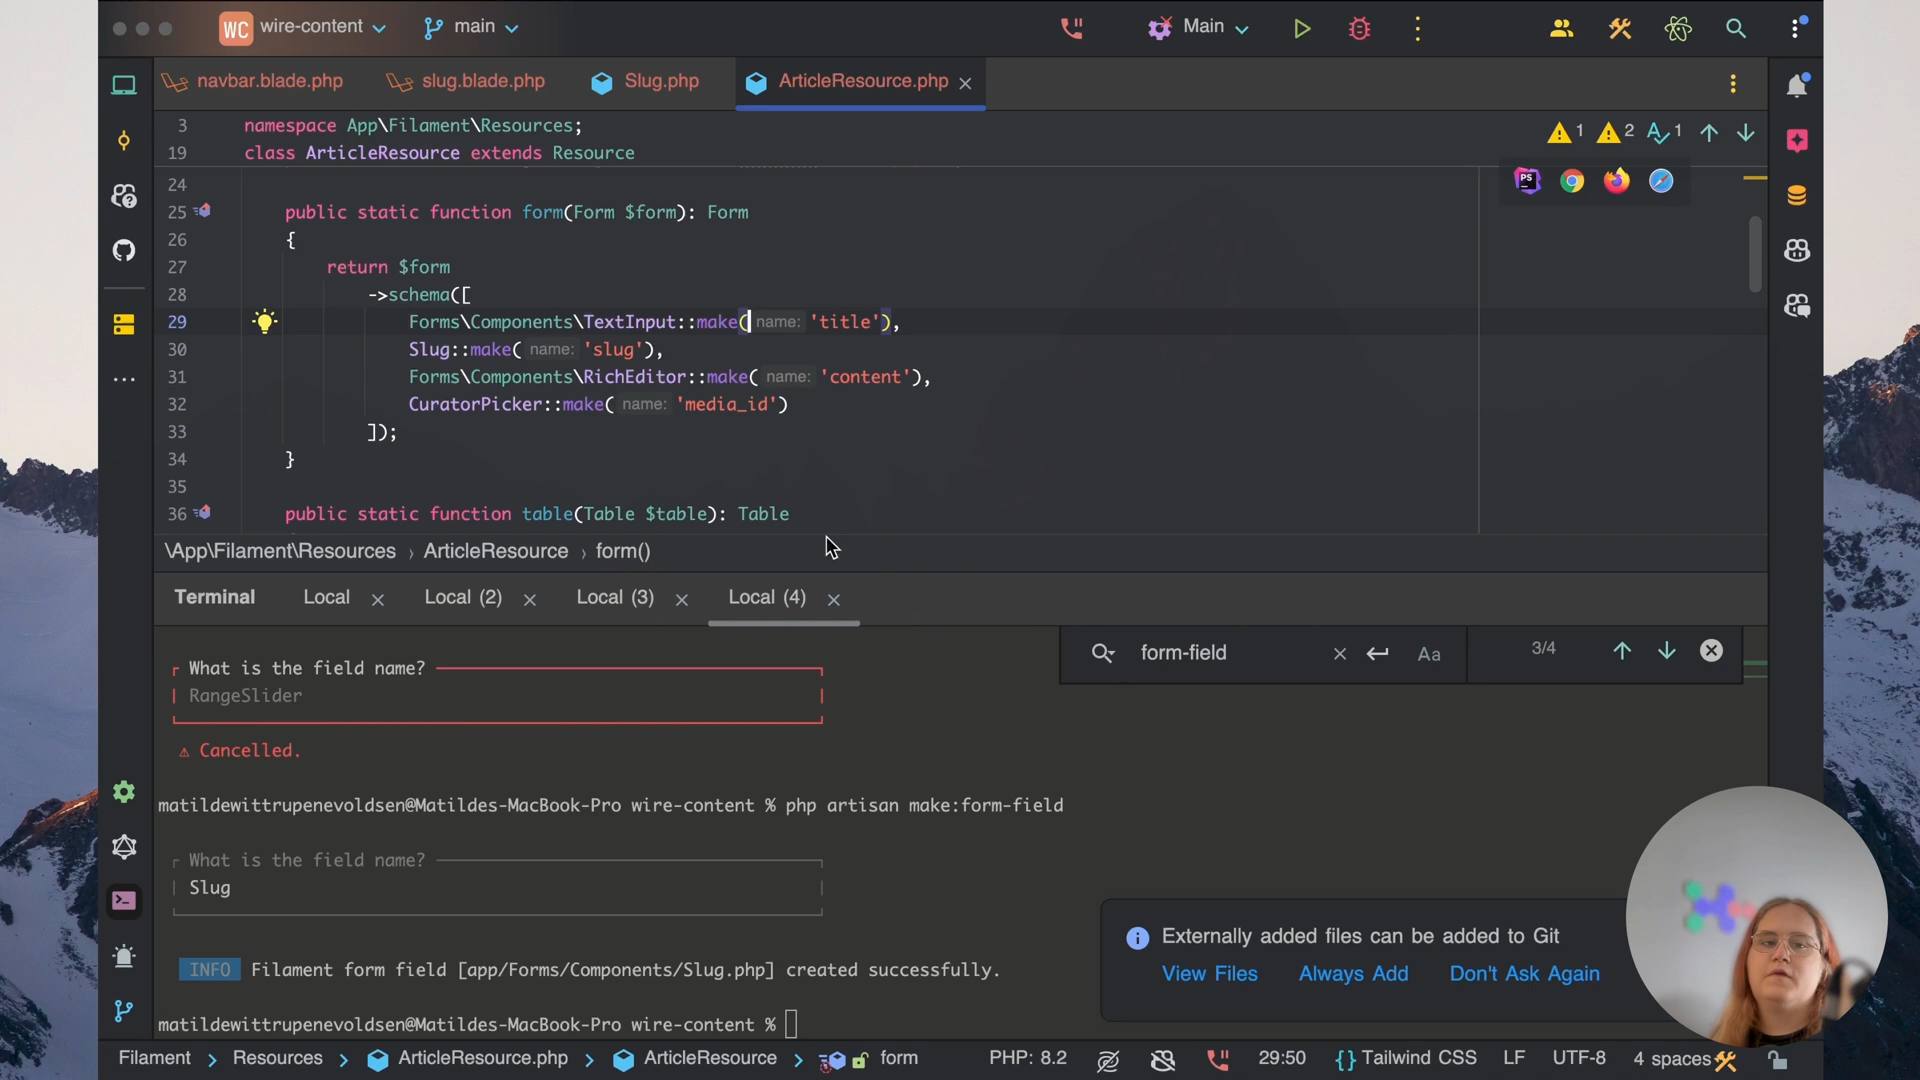 WC wire-content main Main
navbar.blade.php slug.blade.php Slug.php ArticleResource.php
3 namespace App\Filament\Resources;
1 2 1
19 class ArticleResource extends Resource
24
PS
25 public static function form(Form $form): Form
26 {
27 return $form
28 ->schema([
29 Forms\Components\TextInput::make( name: 'title'),
30 Slug::make( name: 'slug'),
31 Forms\Components\RichEditor::make( name: 'content'),
32 CuratorPicker::make( name: 'media_id')
33 ]);
34 }
35
36 public static function table(Table $table): Table
\App\Filament\Resources › ArticleResource › form()
Terminal Local Local (2) Local (3) Local (4)
form-field Aa 3/4
What is the field name?
RangeSlider
⚠ Cancelled.
matildewittrupenevoldsen@Matildes-MacBook-Pro wire-content % php artisan make:form-field
What is the field name?
Slug
INFO Filament form field [app/Forms/Components/Slug.php] created successfully.
matildewittrupenevoldsen@Matildes-MacBook-Pro wire-content %
Externally added files can be added to Git
View Files Always Add Don't Ask Again
Filament › Resources › ArticleResource.php › ArticleResource › form PHP: 8.2 29:50 {} Tailwind CSS LF UTF-8 4 spaces